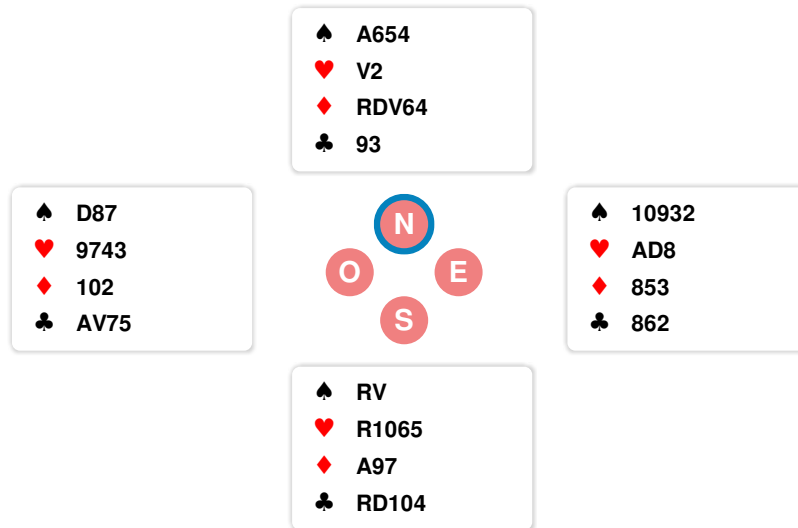 ♠ A654
♥ V2
♦ RDV64
♣ 93
♠ D87
♥ 9743
♦ 102
♣ AV75
N
O
E
S
♠ 10932
♥ AD8
♦ 853
♣ 862
♠ RV
♥ R1065
♦ A97
♣ RD104